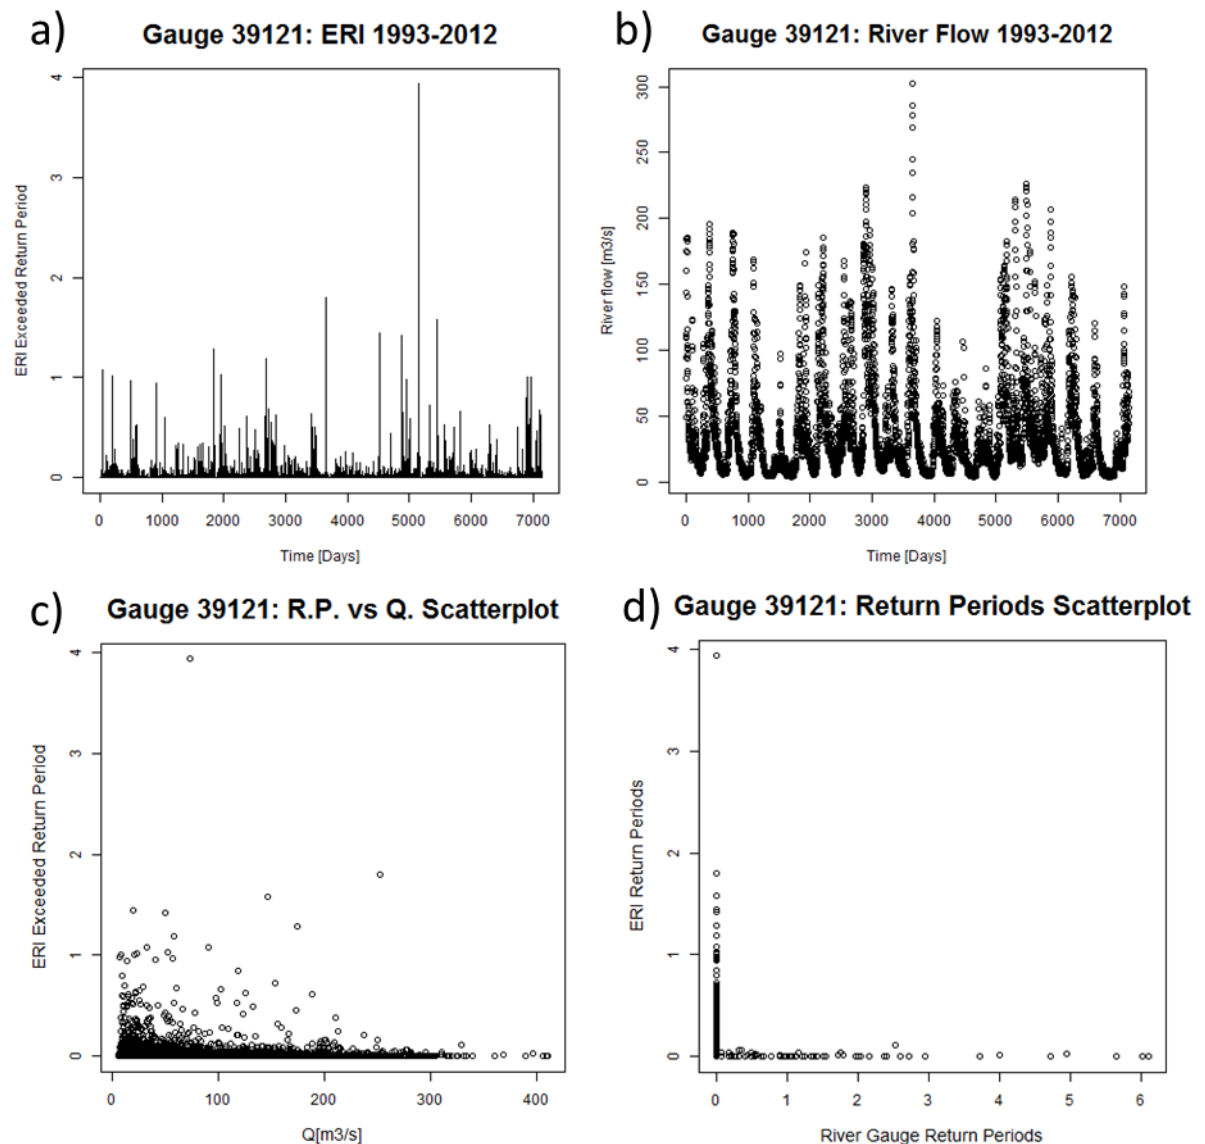 a)
Gauge 39121: ERI 1993-2012
ERI Exceeded Return Period
4
3
2
1
0
0 1000 2000 3000 4000 5000 6000 7000
Time [Days]
b)
Gauge 39121: River Flow 1993-2012
River flow [m3/s]
300
250
200
150
100
50
0
0 1000 2000 3000 4000 5000 6000 7000
Time [Days]
c)
Gauge 39121: R.P. vs Q. Scatterplot
ERI Exceeded Return Period
4
3
2
1
0
0 100 200 300 400
Q[m3/s]
d)
Gauge 39121: Return Periods Scatterplot
ERI Return Periods
4
3
2
1
0
0 1 2 3 4 5 6
River Gauge Return Periods